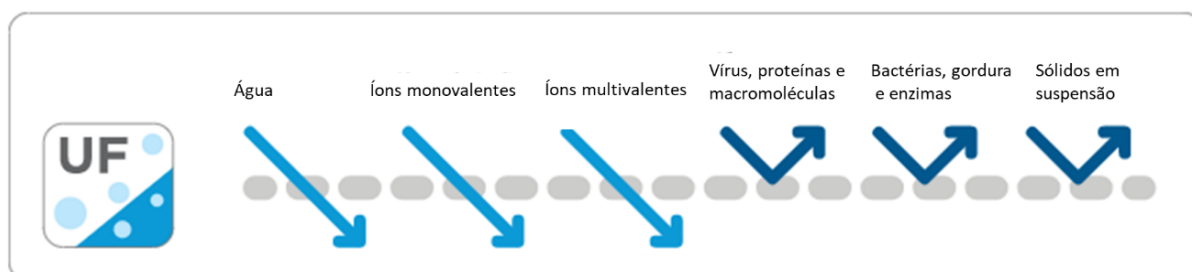 UF
Água
Íons monovalentes
Íons multivalentes
Vírus, proteínas e
macromoléculas
Bactérias, gordura
e enzimas
Sólidos em
suspensão